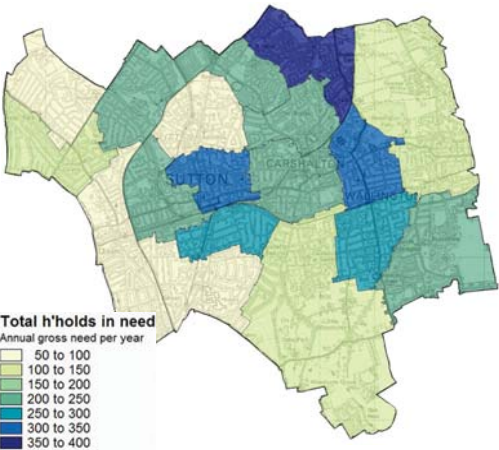 CARSHALTON
SUTTON
WALLINGTON
Total h'holds in need
Annual gross need per year
50 to 100
100 to 150
150 to 200
200 to 250
250 to 300
300 to 350
350 to 400